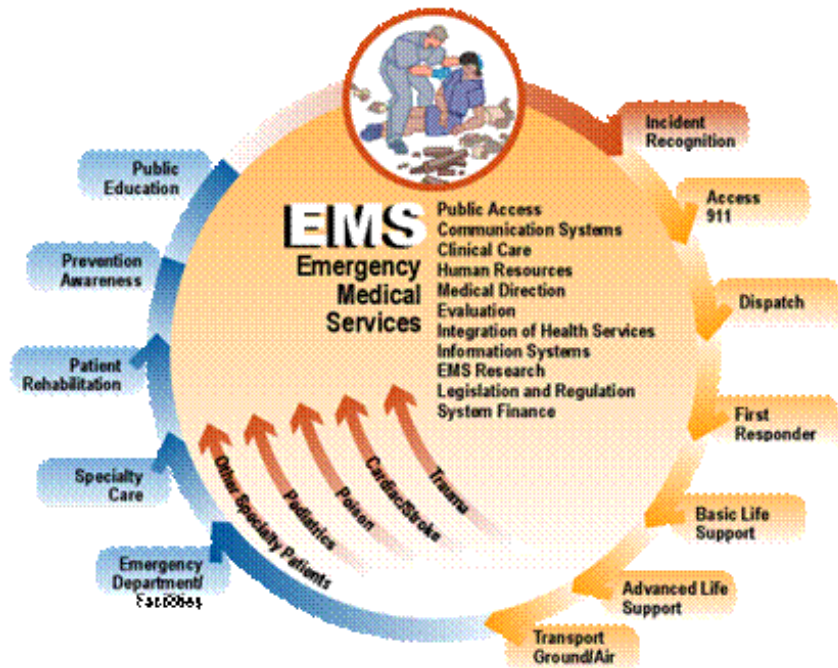 Incident
Recognition
Access
911
Dispatch
First
Responder
Basic Life
Support
Advanced Life
Support
Transport
Ground/Air
Emergency
Department/
Facilities
Specialty
Care
Patient
Rehabilitation
Prevention
Awareness
Public
Education
EMS
Emergency
Medical
Services
Public Access
Communication Systems
Clinical Care
Human Resources
Medical Direction
Evaluation
Integration of Health Services
Information Systems
EMS Research
Legislation and Regulation
System Finance
Other Specialty Patients
Pediatrics
Poison
Cardiac/Stroke
Trauma